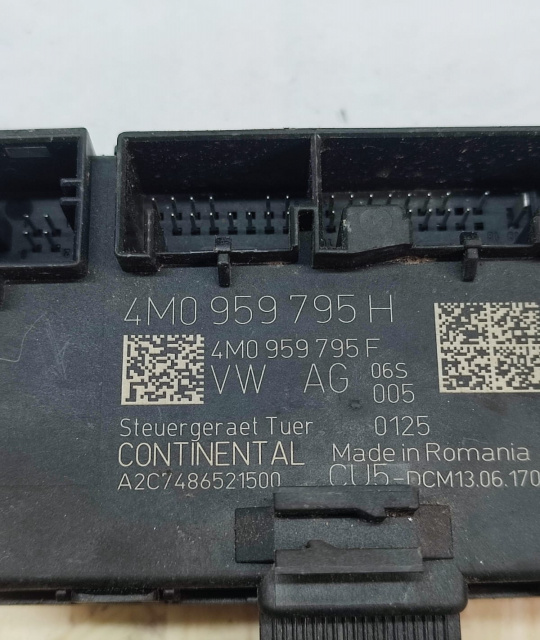 4M0 959 795 H
4M0 959 795 F
VW AG 06S
005
Steuergeraet Tuer 0125
CONTINENTAL Made in Romania
A2C7486521500 CU5-DCM13.06.170